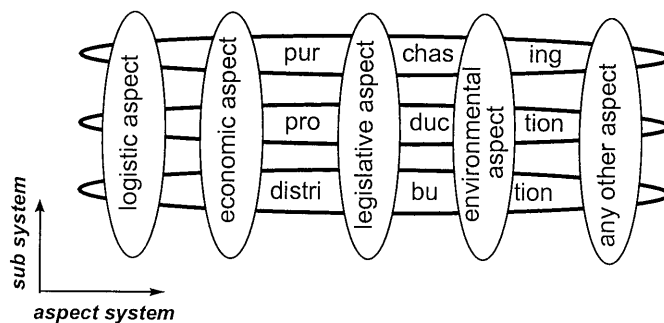 pur chas ing
pro duc tion
distri bu tion
logistic aspect
economic aspect
legislative aspect
environmental
aspect
any other aspect
sub system
aspect system